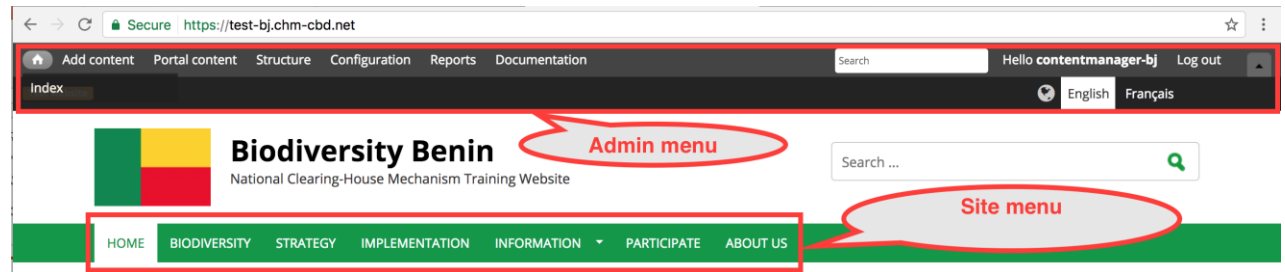 Secure https://test-bj.chm-cbd.net
Add content Portal content Structure Configuration Reports Documentation Search Hello contentmanager-bj Log out
Index
English Français
Biodiversity Benin
National Clearing-House Mechanism Training Website
Admin menu
Search ...
Site menu
HOME BIODIVERSITY STRATEGY IMPLEMENTATION INFORMATION PARTICIPATE ABOUT US